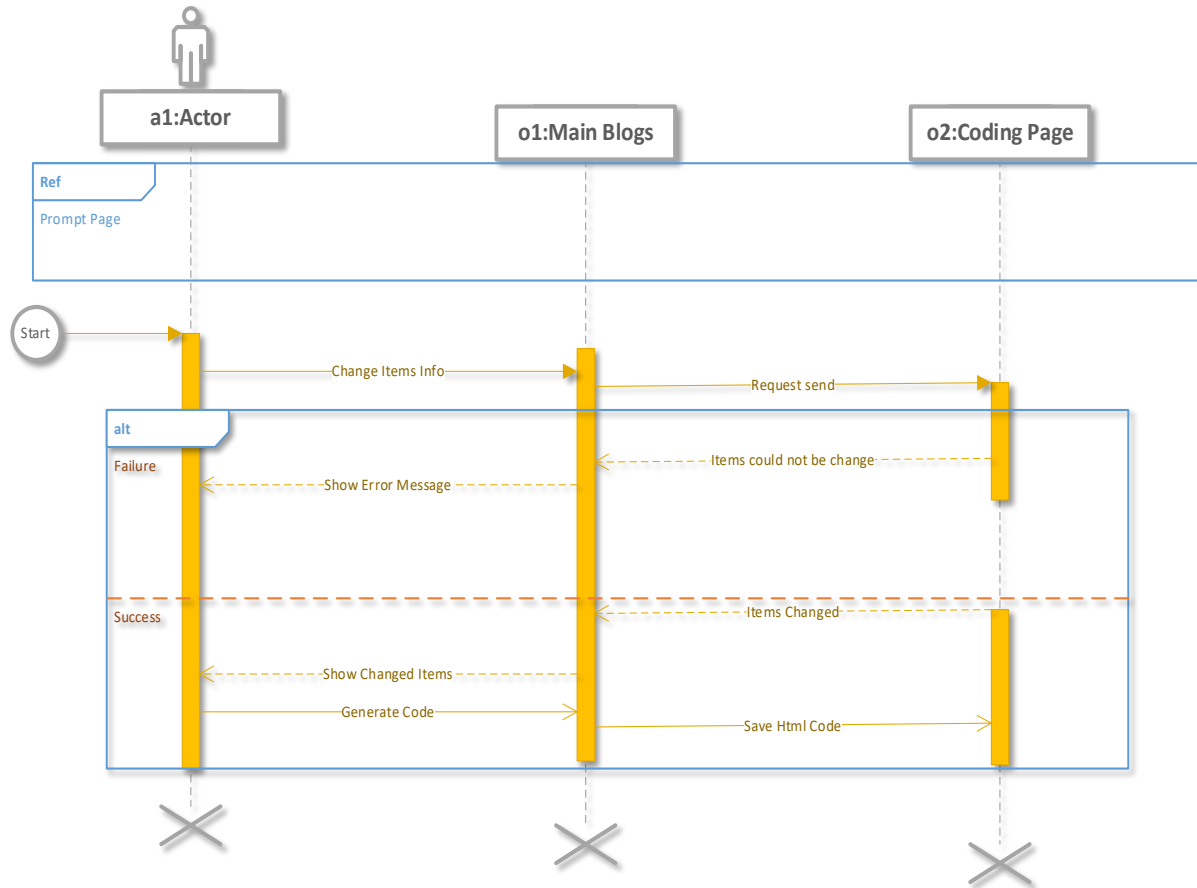 a1:Actor
o1:Main Blogs
o2:Coding Page
Ref
Prompt Page
Start
Change Items Info
Request send
alt
Failure
Items could not be change
Show Error Message
Success
Items Changed
Show Changed Items
Generate Code
Save Html Code